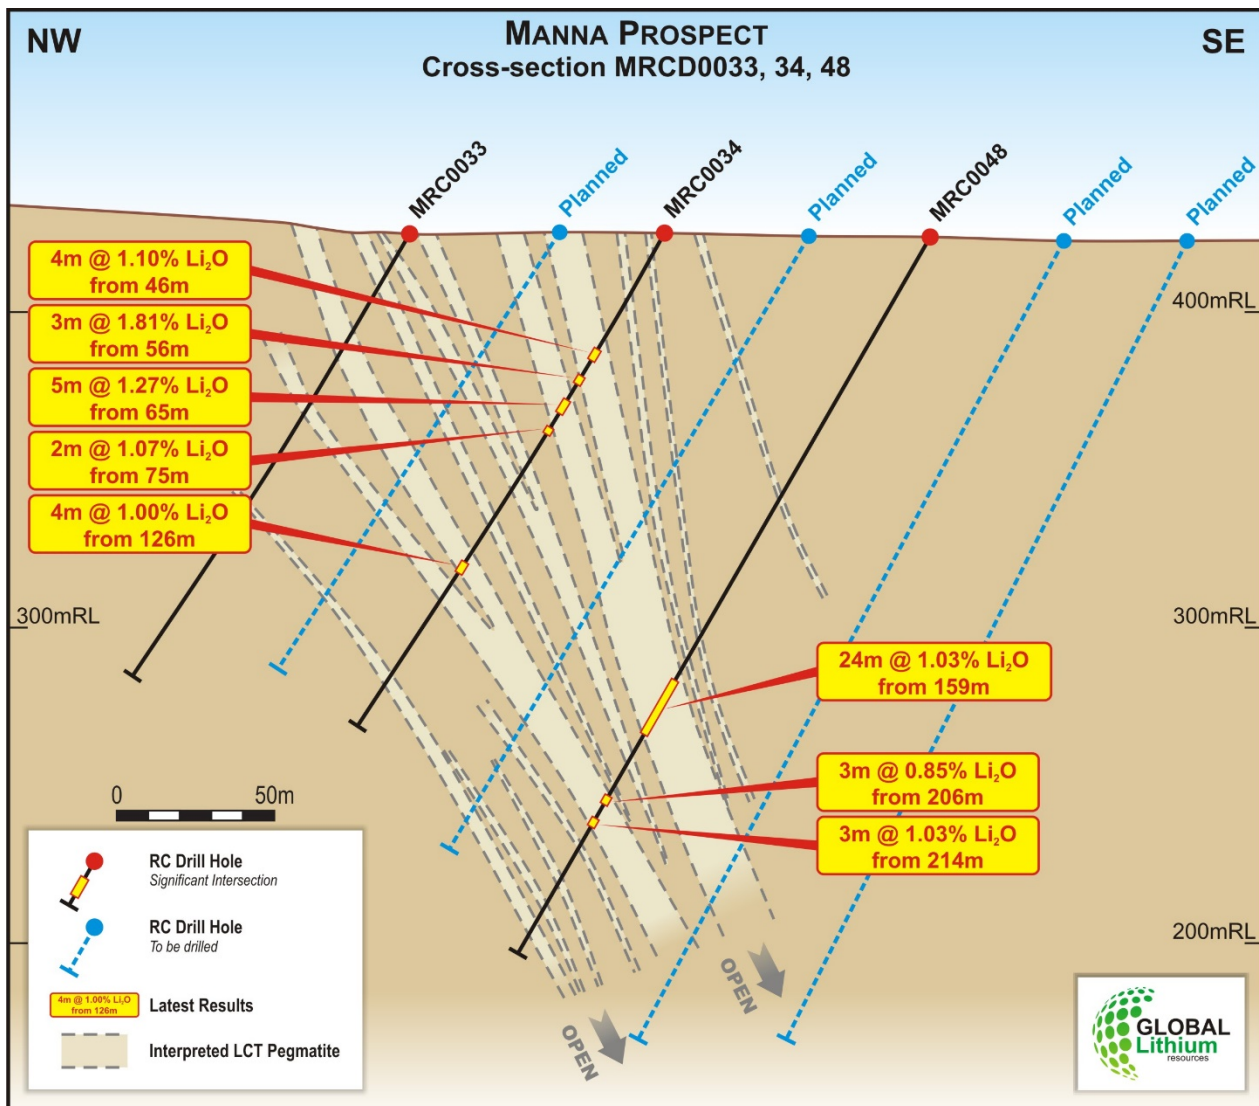 NW
MANNA PROSPECT
SE
Cross-section MRCD0033, 34, 48
MRC0033
Planned
MRC0034
Planned
MRC0048
Planned
Planned
4m @ 1.10% Li₂O
from 46m
3m @ 1.81% Li₂O
from 56m
5m @ 1.27% Li₂O
from 65m
2m @ 1.07% Li₂O
from 75m
4m @ 1.00% Li₂O
from 126m
400mRL
300mRL
300mRL
24m @ 1.03% Li₂O
from 159m
3m @ 0.85% Li₂O
from 206m
3m @ 1.03% Li₂O
from 214m
200mRL
0 50m
RC Drill Hole
Significant Intersection
RC Drill Hole
To be drilled
4m @ 1.00% Li₂O
from 126m
Latest Results
Interpreted LCT Pegmatite
OPEN
OPEN
GLOBAL
Lithium
resources